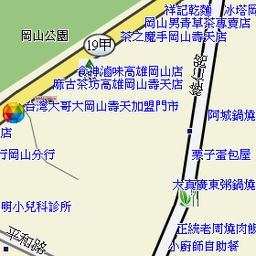 祥記乾麵
冰塔
岡山男青草茶專賣店
岡山公園
19甲
茶之魔手岡山壽天店
食神滷味高雄岡山店
麻古茶坊高雄岡山壽天店
台灣大哥大岡山壽天加盟門市
阿城鍋燒
店
行岡山分行
栗子蛋包屋
大真廣東粥鍋燒
明小兒科診所
平和路
正統老周燒肉飯
小廚師自助餐